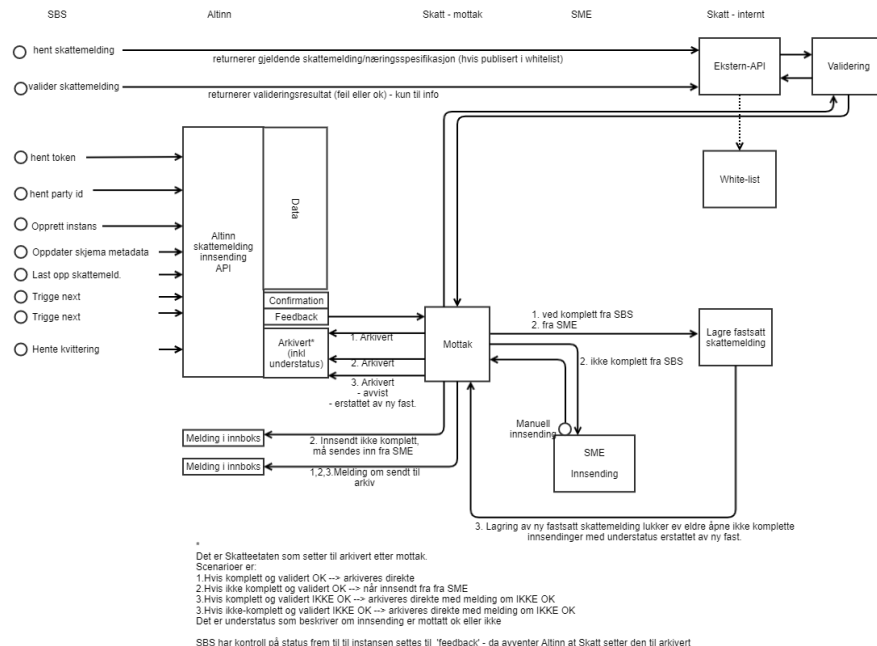 SBS
Altinn
Skatt - mottak
SME
Skatt - internt
hent skattemelding
returnerer gjeldende skattemelding/næringsspesifikasjon (hvis publisert i whitelist)
Ekstern-API
Validering
valider skattemelding
returnerer valideringsresultat (feil eller ok) - kun til info
hent token
White-list
hent party id
Data
Opprett instans
Altinn
skattemelding
innsending
API
Oppdater skjema metadata
Last opp skattemeld.
Trigge next
Confirmation
Trigge next
Feedback
1. ved komplett fra SBS
2. fra SME
Mottak
Lagre fastsatt
skattemelding
1. Arkivert
Hente kvittering
Arkivert*
(inkl
understatus)
2. Arkivert
2. ikke komplett fra SBS
3. Arkivert
- avvist
- erstattet av ny fast.
Manuell
innsending
Melding i innboks
2. Innsendt ikke komplett,
må sendes inn fra SME
SME
Innsending
Melding i innboks
1,2,3.Melding om sendt til
arkiv
3. Lagring av ny fastsatt skattemelding lukker ev eldre åpne ikke komplette
innsendinger med understatus erstattet av ny fast.
*
Det er Skatteetaten som setter til arkivert etter mottak.
Scenarioer er:
1.Hvis komplett og validert OK --> arkiveres direkte
2.Hvis ikke komplett og validert OK --> når innsendt fra fra SME
3.Hvis komplett og validert IKKE OK --> arkiveres direkte med melding om IKKE OK
3.Hvis ikke-komplett og validert IKKE OK --> arkiveres direkte med melding om IKKE OK
Det er understatus som beskriver om innsending er mottatt ok eller ikke
SBS har kontroll på status frem til til instansen settes til 'feedback' - da avventer Altinn at Skatt setter den til arkivert